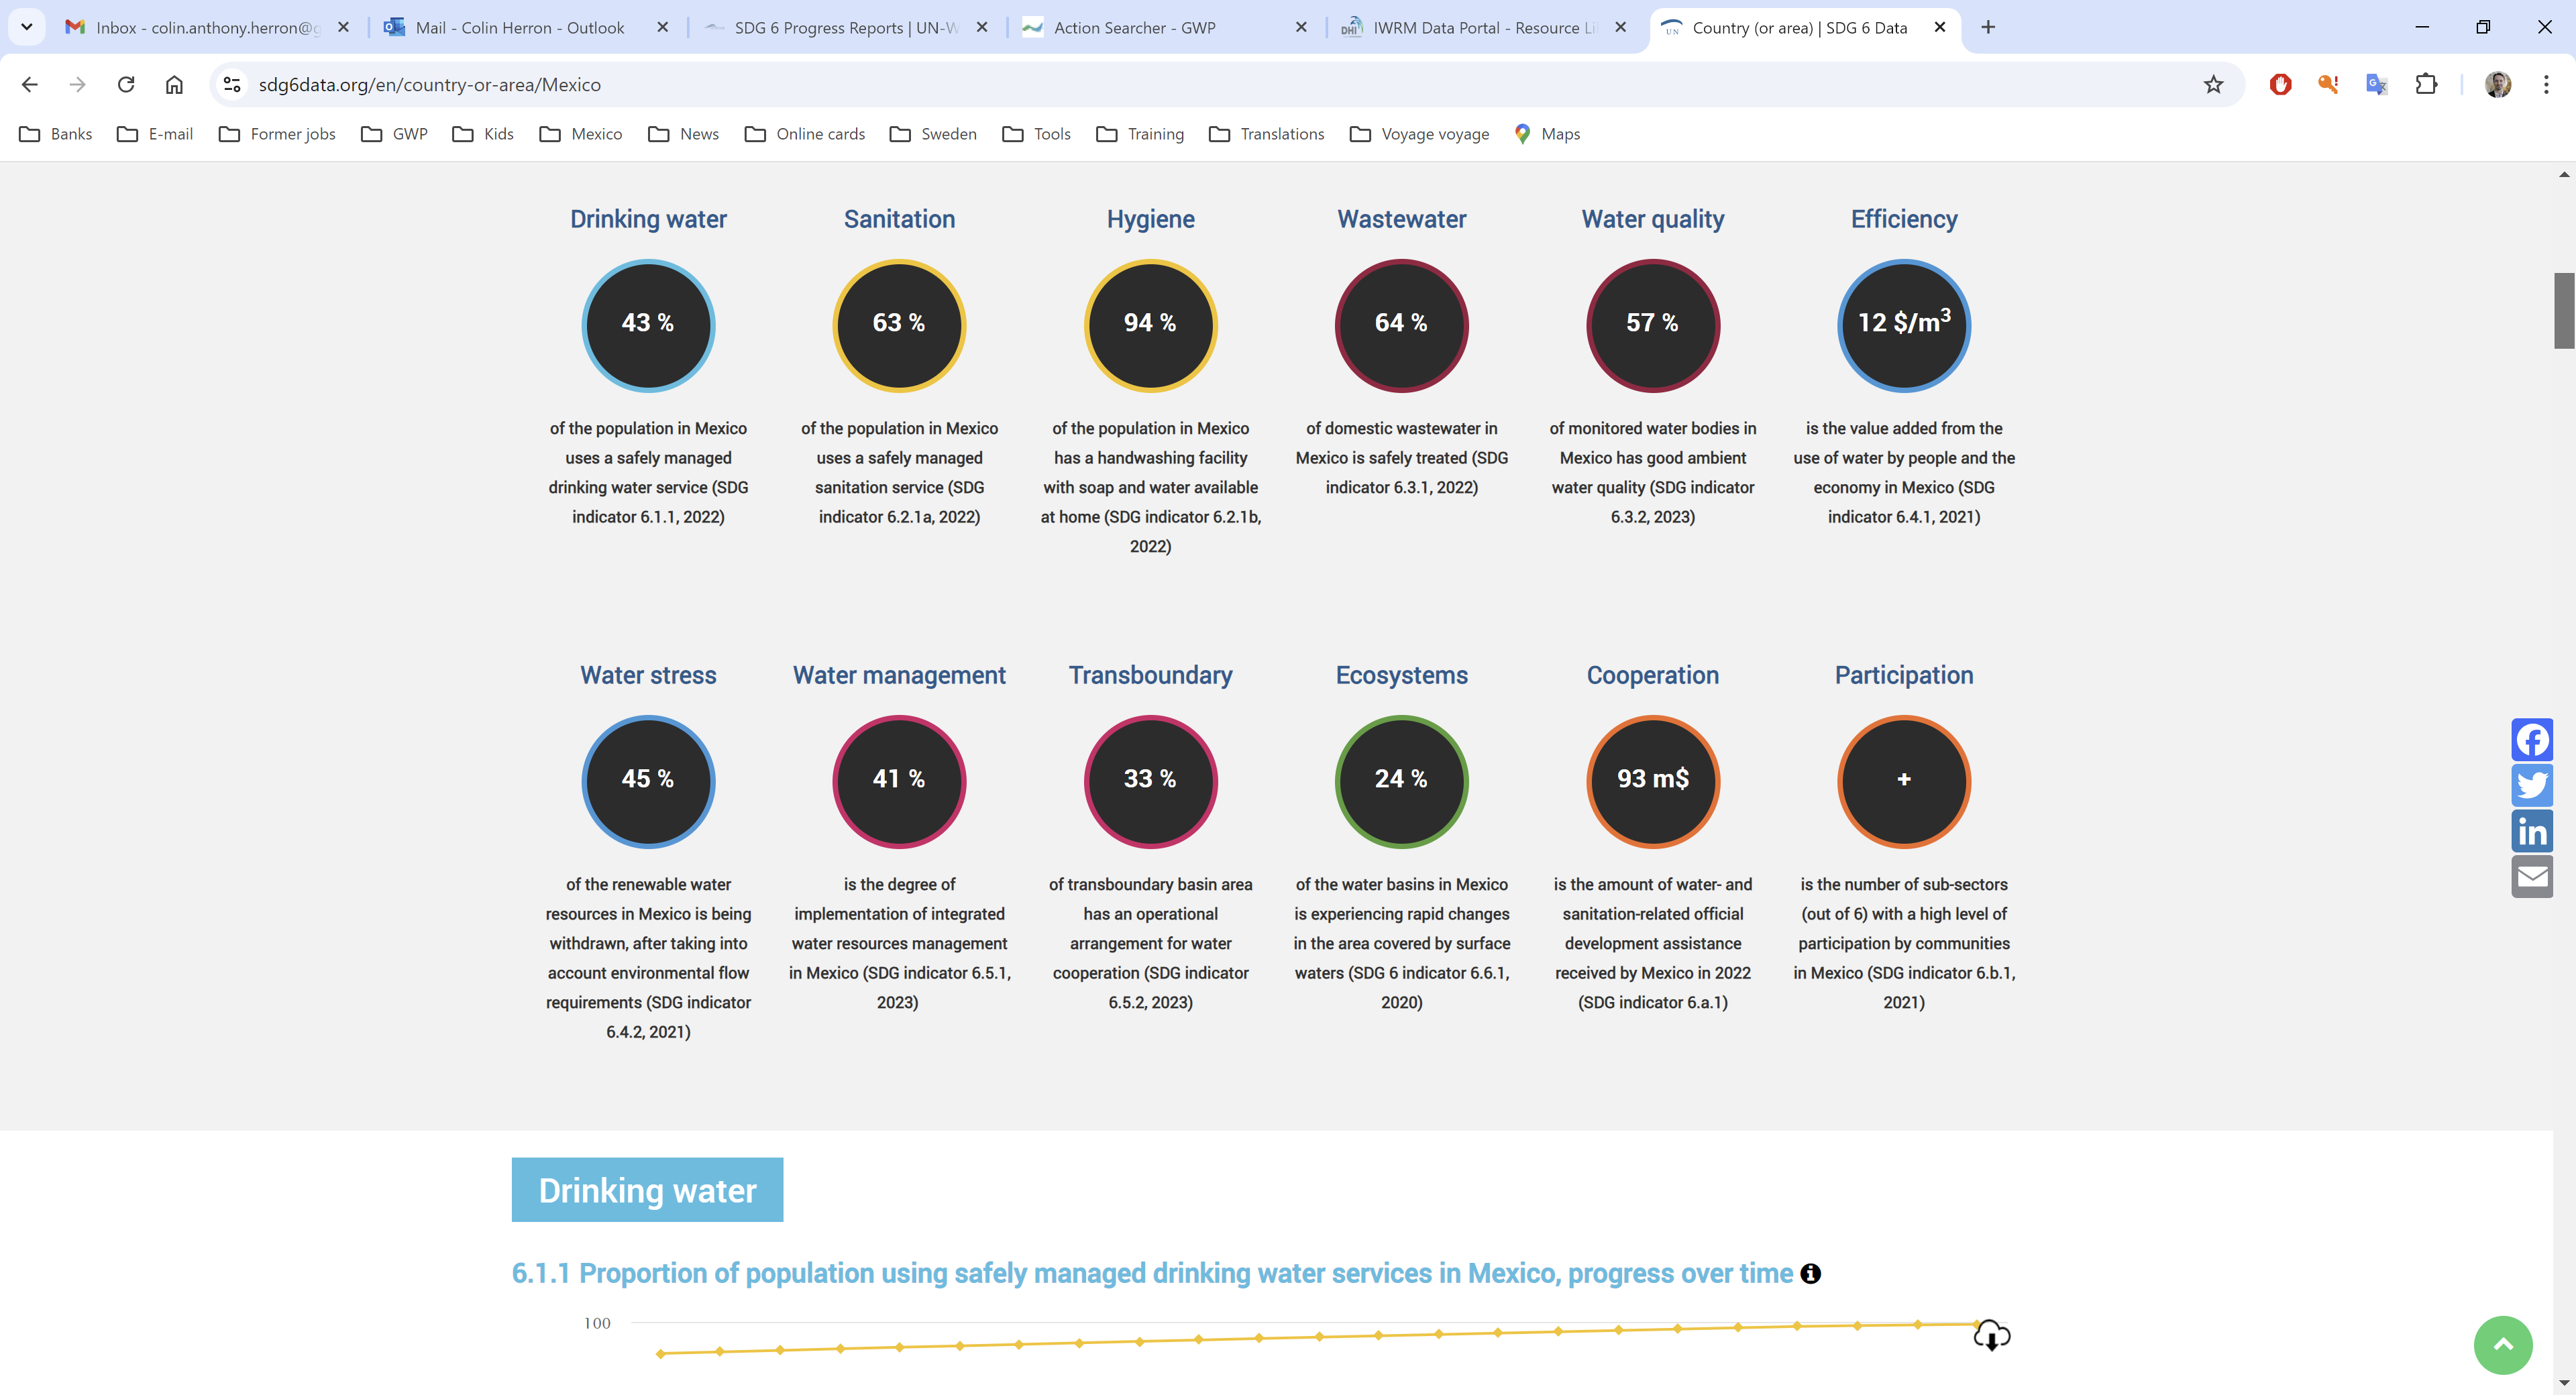 Inbox - colin.anthony.herron@g
Mail - Colin Herron - Outlook
SDG 6 Progress Reports | UN-W
Action Searcher - GWP
DHI
IWRM Data Portal - Resource Li
UN
Country (or area) | SDG 6 Data
sdg6data.org/en/country-or-area/Mexico
Banks
E-mail
Former jobs
GWP
Kids
Mexico
News
Online cards
Sweden
Tools
Training
Translations
Voyage voyage
Maps
Drinking water
43 %
of the population in Mexico
uses a safely managed
drinking water service (SDG
indicator 6.1.1, 2022)
Sanitation
63 %
of the population in Mexico
uses a safely managed
sanitation service (SDG
indicator 6.2.1a, 2022)
Hygiene
94 %
of the population in Mexico
has a handwashing facility
with soap and water available
at home (SDG indicator 6.2.1b,
2022)
Wastewater
64 %
of domestic wastewater in
Mexico is safely treated (SDG
indicator 6.3.1, 2022)
Water quality
57 %
of monitored water bodies in
Mexico has good ambient
water quality (SDG indicator
6.3.2, 2023)
Efficiency
12 $/m³
is the value added from the
use of water by people and the
economy in Mexico (SDG
indicator 6.4.1, 2021)
Water stress
45 %
of the renewable water
resources in Mexico is being
withdrawn, after taking into
account environmental flow
requirements (SDG indicator
6.4.2, 2021)
Water management
41 %
is the degree of
implementation of integrated
water resources management
in Mexico (SDG indicator 6.5.1,
2023)
Transboundary
33 %
of transboundary basin area
has an operational
arrangement for water
cooperation (SDG indicator
6.5.2, 2023)
Ecosystems
24 %
of the water basins in Mexico
is experiencing rapid changes
in the area covered by surface
waters (SDG 6 indicator 6.6.1,
2020)
Cooperation
93 m$
is the amount of water- and
sanitation-related official
development assistance
received by Mexico in 2022
(SDG indicator 6.a.1)
Participation
+
is the number of sub-sectors
(out of 6) with a high level of
participation by communities
in Mexico (SDG indicator 6.b.1,
2021)
in
Drinking water
6.1.1 Proportion of population using safely managed drinking water services in Mexico, progress over time
100